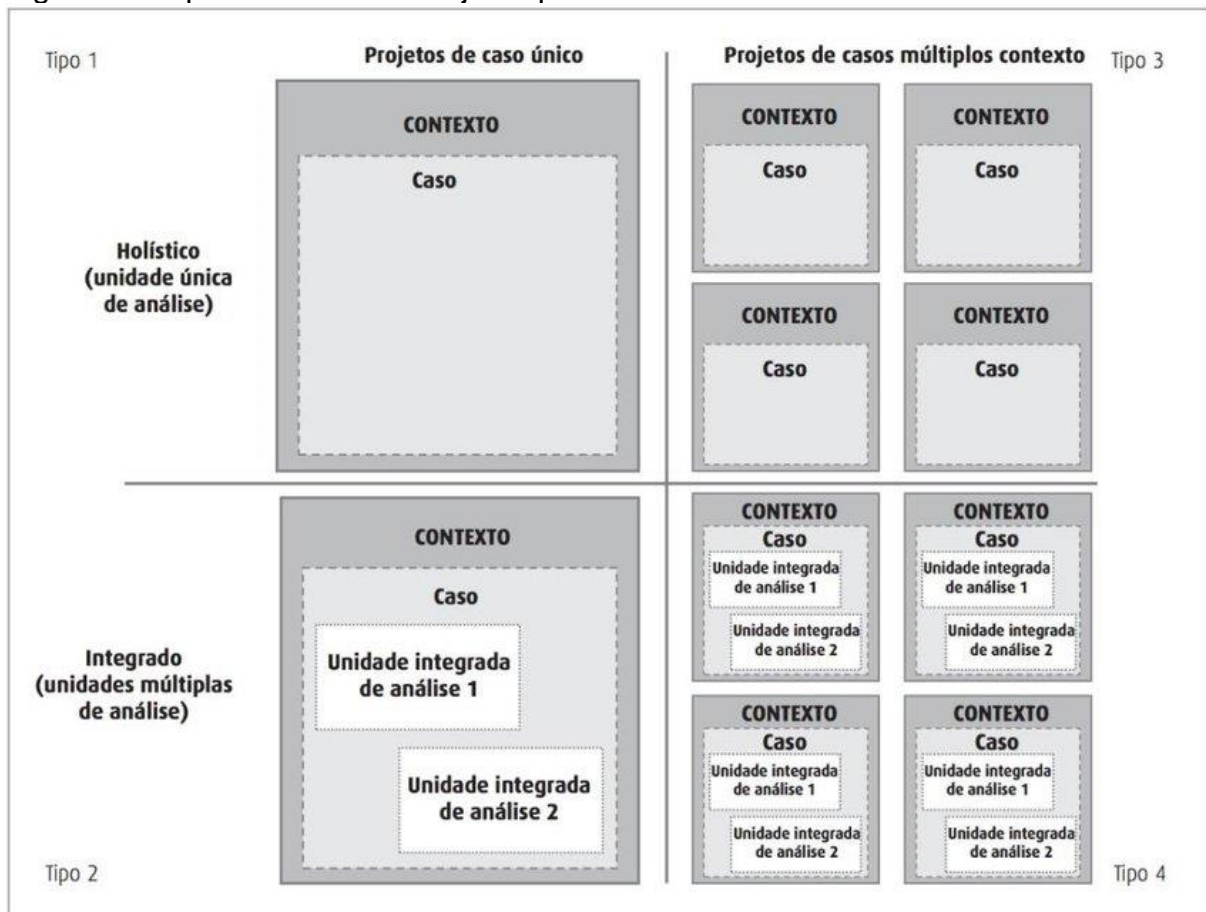 Tipo 1
Projetos de caso único
Projetos de casos múltiplos contexto
Tipo 3
CONTEXTO
Caso
CONTEXTO
Caso
CONTEXTO
Caso
Holístico
(unidade única
de análise)
CONTEXTO
Caso
CONTEXTO
Caso
CONTEXTO
Caso
Unidade integrada
de análise 1
Unidade integrada
de análise 2
CONTEXTO
Caso
Unidade integrada
de análise 1
Unidade integrada
de análise 2
CONTEXTO
Caso
Unidade integrada
de análise 1
Unidade integrada
de análise 2
Integrado
(unidades múltiplas
de análise)
CONTEXTO
Caso
Unidade integrada
de análise 1
Unidade integrada
de análise 2
CONTEXTO
Caso
Unidade integrada
de análise 1
Unidade integrada
de análise 2
Tipo 2
Tipo 4